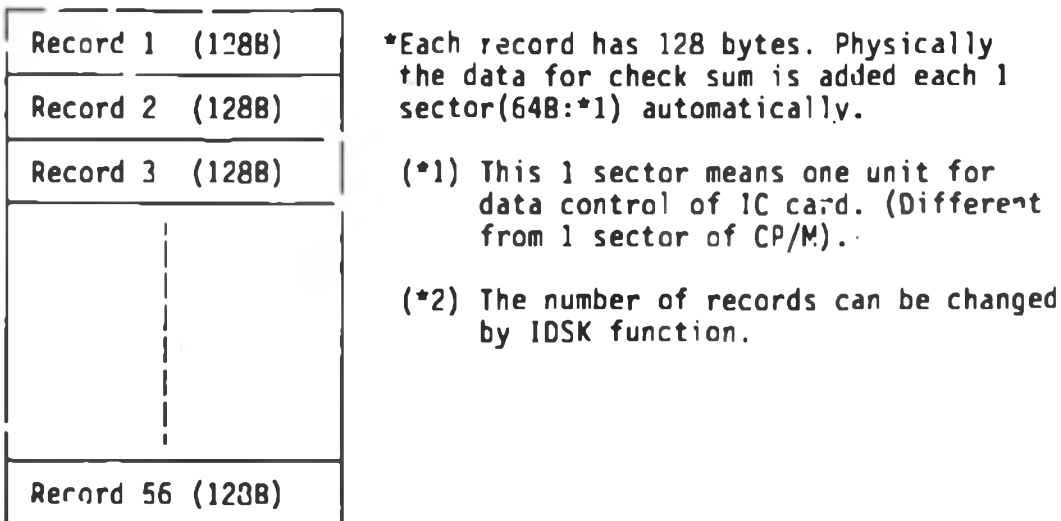 Record 1 (128B)
Record 2 (128B)
Record 3 (128B)
Record 56 (128B)
*Each record has 128 bytes. Physically
the data for check sum is added each 1
sector(64B:*1) automatically.
(*1) This 1 sector means one unit for
data control of IC card. (Different
from 1 sector of CP/M).
(*2) The number of records can be changed
by IDSK function.